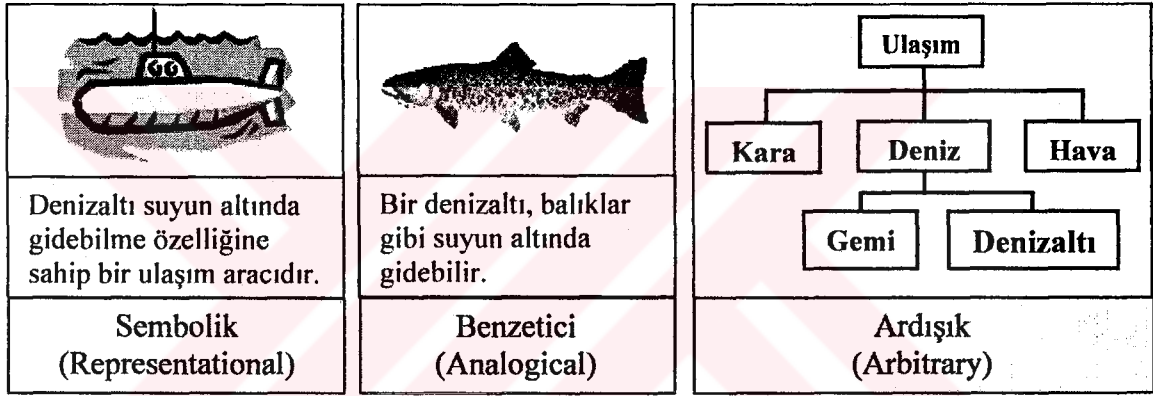 Denizaltı suyun altında
gidebilme özelliğine
sahip bir ulaşım aracıdır.
Sembolik
(Representational)
Bir denizaltı, balıklar
gibi suyun altında
gidebilir.
Benzetici
(Analogical)
Ulaşım
Kara
Deniz
Hava
Gemi
Denizaltı
Ardışık
(Arbitrary)